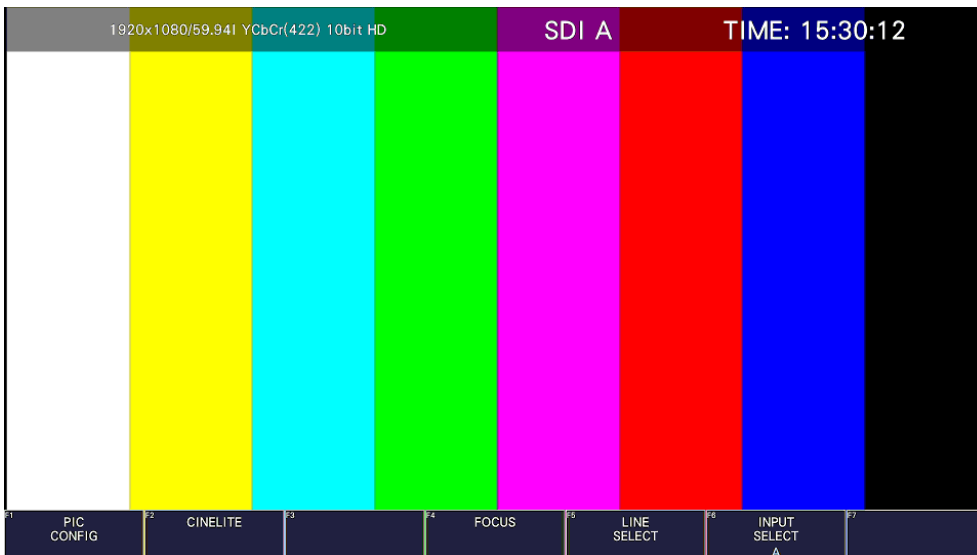 1920x1080/59.94I YCbCr(422) 10bit HD
SDI A
TIME: 15:30:12
F1
PIC
CONFIG
F2
CINELITE
F3
F4
FOCUS
F5
LINE
SELECT
F6
INPUT
SELECT
A
F7